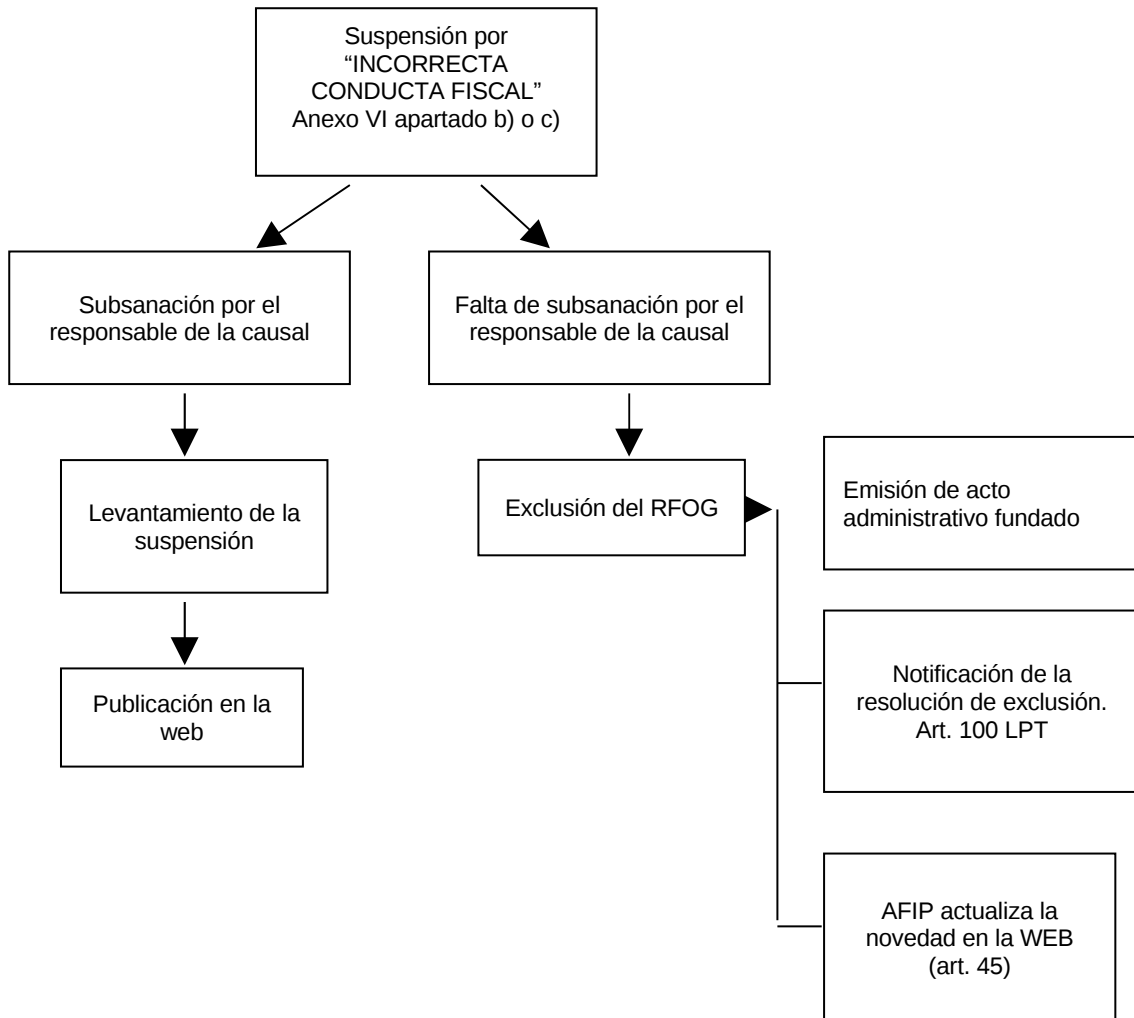 Suspensión por
“INCORRECTA
CONDUCTA FISCAL”
Anexo VI apartado b) o c)
Subsanación por el
responsable de la causal
Falta de subsanación por el
responsable de la causal
Levantamiento de la
suspensión
Exclusión del RFOG
Emisión de acto
administrativo fundado
Publicación en la
web
Notificación de la
resolución de exclusión.
Art. 100 LPT
AFIP actualiza la
novedad en la WEB
(art. 45)